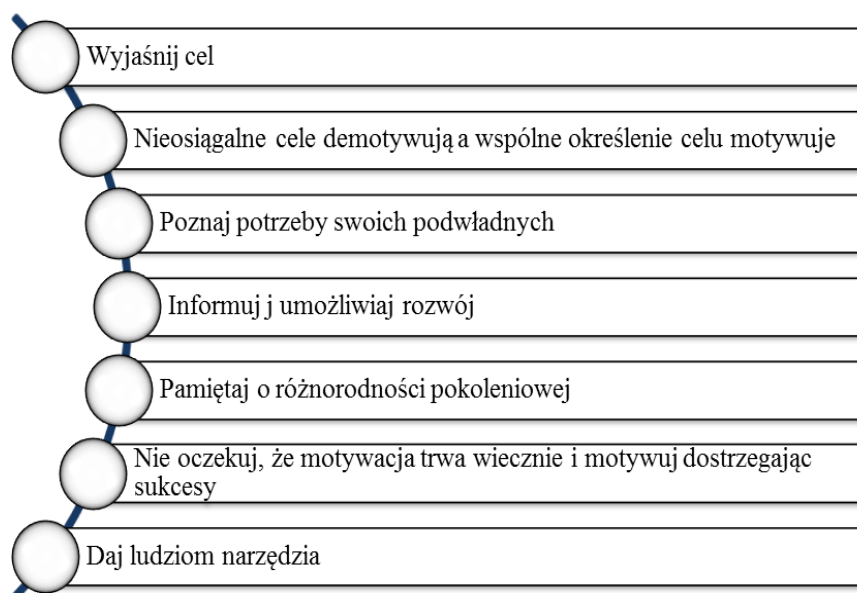 Wyjaśnij cel
Nieosiągalne cele demotywują a wspólne określenie celu motywuje
Poznaj potrzeby swoich podwładnych
Informuj j umożliwiaj rozwój
Pamiętaj o różnorodności pokoleniowej
Nie oczekuj, że motywacja trwa wiecznie i motywuj dostrzegając
sukcesy
Daj ludziom narzędzia